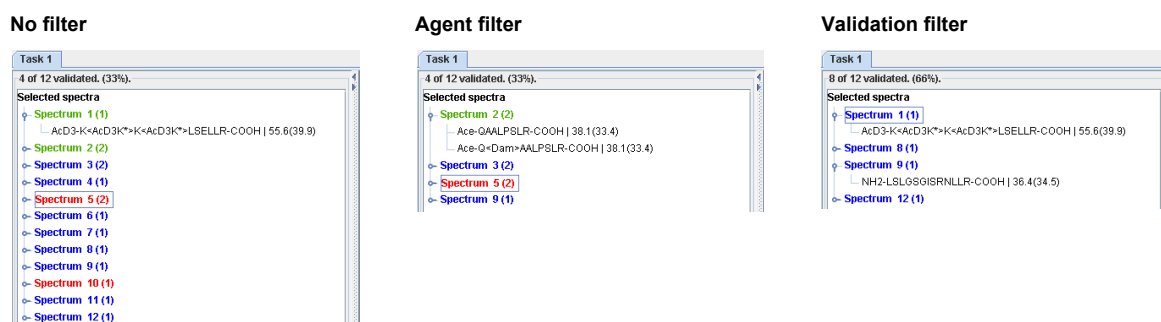 No filter
Task 1
4 of 12 validated. (33%).
Selected spectra
Spectrum 1 (1)
AcD3-K<AcD3K*>K<AcD3K*>LSELLR-COOH | 55.6(39.9)
Spectrum 2 (2)
Spectrum 3 (2)
Spectrum 4 (1)
Spectrum 5 (2)
Spectrum 6 (1)
Spectrum 7 (1)
Spectrum 8 (1)
Spectrum 9 (1)
Spectrum 10 (1)
Spectrum 11 (1)
Spectrum 12 (1)
Agent filter
Task 1
4 of 12 validated. (33%).
Selected spectra
Spectrum 2 (2)
Ace-QAALPSLR-COOH | 38.1(33.4)
Ace-Q<Dam>AALPSLR-COOH | 38.1(33.4)
Spectrum 3 (2)
Spectrum 5 (2)
Spectrum 9 (1)
Validation filter
Task 1
8 of 12 validated. (66%).
Selected spectra
Spectrum 1 (1)
AcD3-K<AcD3K*>K<AcD3K*>LSELLR-COOH | 55.6(39.9)
Spectrum 8 (1)
Spectrum 9 (1)
NH2-LSLGSGISRNLLR-COOH | 36.4(34.5)
Spectrum 12 (1)